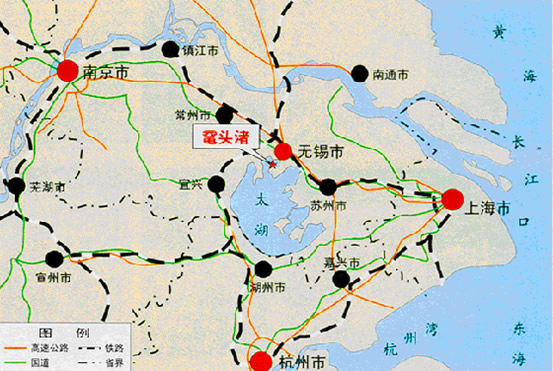 黄海
镇江市
南京市
南通市
常州市
鼋头渚
无锡市
长江口
芜湖市
宜兴
太湖
苏州市
上海市
宣州市
湖州市
嘉兴市
杭州湾
东海
杭州市
图 例
高速公路
铁路
国道
省界